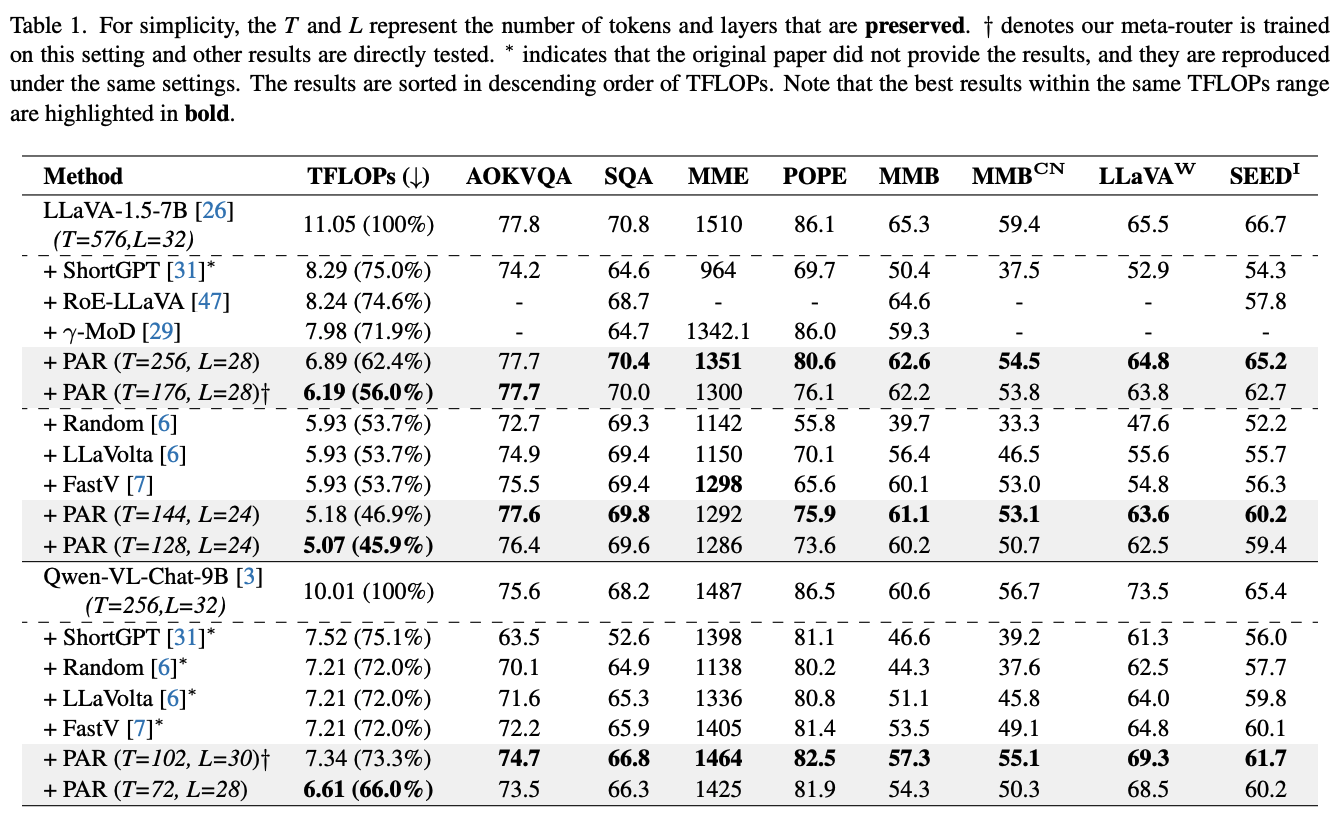 Table 1. For simplicity, the T and L represent the number of tokens and layers that are preserved. † denotes our meta-router is trained
on this setting and other results are directly tested. * indicates that the original paper did not provide the results, and they are reproduced
under the same settings. The results are sorted in descending order of TFLOPs. Note that the best results within the same TFLOPs range
are highlighted in bold.
Method TFLOPs (↓) AOKVQA SQA MME POPE MMB MMB^CN LLaVA^W SEED^I
LLaVA-1.5-7B [26]
(T=576,L=32) 11.05 (100%) 77.8 70.8 1510 86.1 65.3 59.4 65.5 66.7
+ ShortGPT [31]* 8.29 (75.0%) 74.2 64.6 964 69.7 50.4 37.5 52.9 54.3
+ RoE-LLaVA [47] 8.24 (74.6%) - 68.7 - - 64.6 - - 57.8
+ γ-MoD [29] 7.98 (71.9%) - 64.7 1342.1 86.0 59.3 - - -
+ PAR (T=256, L=28) 6.89 (62.4%) 77.7 70.4 1351 80.6 62.6 54.5 64.8 65.2
+ PAR (T=176, L=28)† 6.19 (56.0%) 77.7 70.0 1300 76.1 62.2 53.8 63.8 62.7
+ Random [6] 5.93 (53.7%) 72.7 69.3 1142 55.8 39.7 33.3 47.6 52.2
+ LLaVolta [6] 5.93 (53.7%) 74.9 69.4 1150 70.1 56.4 46.5 55.6 55.7
+ FastV [7] 5.93 (53.7%) 75.5 69.4 1298 65.6 60.1 53.0 54.8 56.3
+ PAR (T=144, L=24) 5.18 (46.9%) 77.6 69.8 1292 75.9 61.1 53.1 63.6 60.2
+ PAR (T=128, L=24) 5.07 (45.9%) 76.4 69.6 1286 73.6 60.2 50.7 62.5 59.4
Qwen-VL-Chat-9B [3]
(T=256,L=32) 10.01 (100%) 75.6 68.2 1487 86.5 60.6 56.7 73.5 65.4
+ ShortGPT [31]* 7.52 (75.1%) 63.5 52.6 1398 81.1 46.6 39.2 61.3 56.0
+ Random [6]* 7.21 (72.0%) 70.1 64.9 1138 80.2 44.3 37.6 62.5 57.7
+ LLaVolta [6]* 7.21 (72.0%) 71.6 65.3 1336 80.8 51.1 45.8 64.0 59.8
+ FastV [7]* 7.21 (72.0%) 72.2 65.9 1405 81.4 53.5 49.1 64.8 60.1
+ PAR (T=102, L=30)† 7.34 (73.3%) 74.7 66.8 1464 82.5 57.3 55.1 69.3 61.7
+ PAR (T=72, L=28) 6.61 (66.0%) 73.5 66.3 1425 81.9 54.3 50.3 68.5 60.2